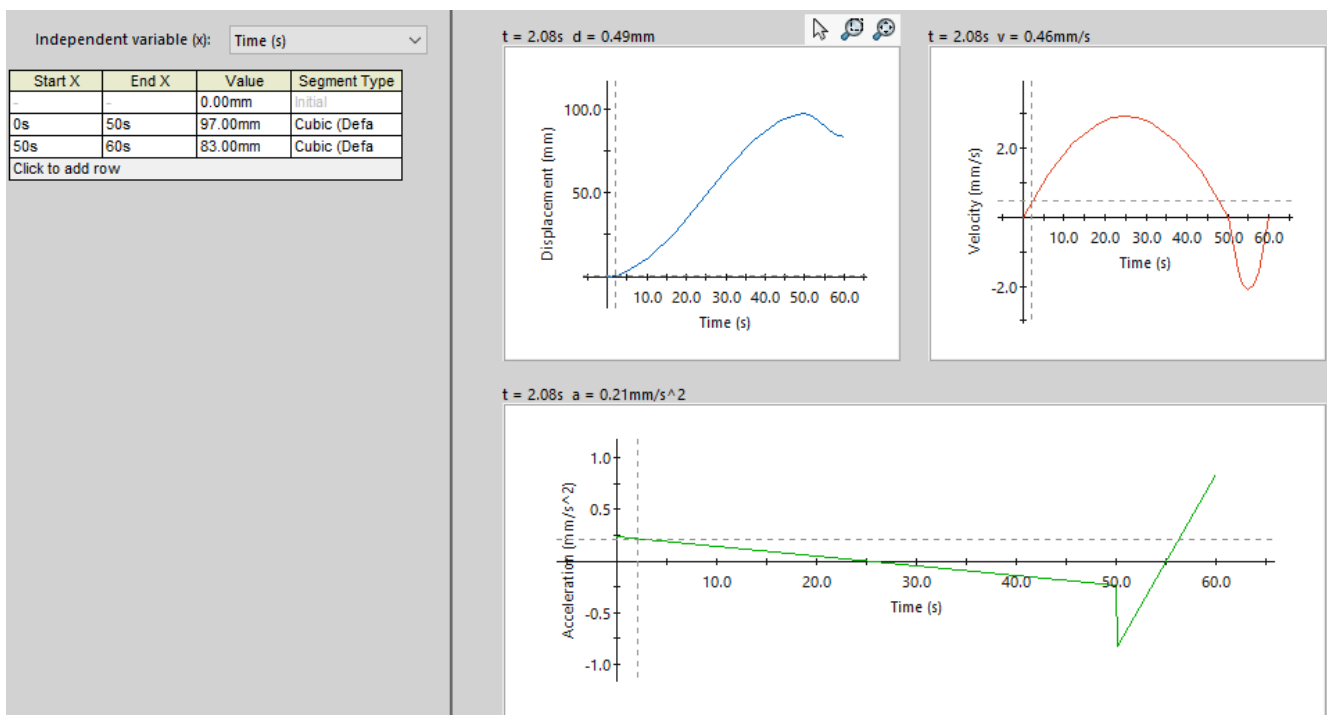 Independent variable (x): Time (s)
Start X End X Value Segment Type
- - 0.00mm Initial
0s 50s 97.00mm Cubic (Defa
50s 60s 83.00mm Cubic (Defa
Click to add row
t = 2.08s d = 0.49mm
100.0
50.0
Displacement (mm)
10.0 20.0 30.0 40.0 50.0 60.0
Time (s)
t = 2.08s v = 0.46mm/s
2.0
-2.0
Velocity (mm/s)
10.0 20.0 30.0 40.0 50.0 60.0
Time (s)
t = 2.08s a = 0.21mm/s^2
1.0
0.5
-0.5
-1.0
Acceleration (mm/s^2)
10.0 20.0 30.0 40.0 50.0 60.0
Time (s)